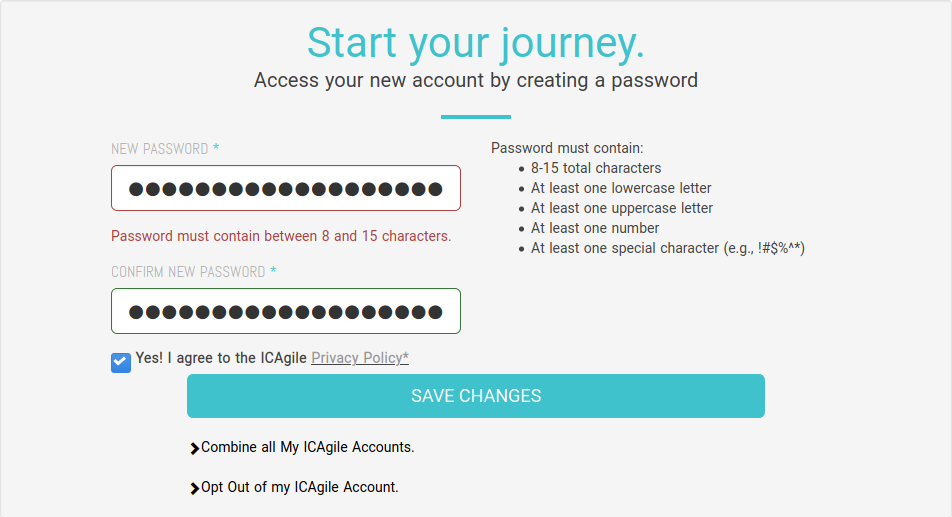 Start your journey.
Access your new account by creating a password
NEW PASSWORD *
●●●●●●●●●●●●●●●●●●●
Password must contain between 8 and 15 characters.
CONFIRM NEW PASSWORD *
●●●●●●●●●●●●●●●●●●●
Password must contain:
• 8-15 total characters
• At least one lowercase letter
• At least one uppercase letter
• At least one number
• At least one special character (e.g., !#$%^*)
Yes! I agree to the ICAgile Privacy Policy*
SAVE CHANGES
Combine all My ICAgile Accounts.
Opt Out of my ICAgile Account.